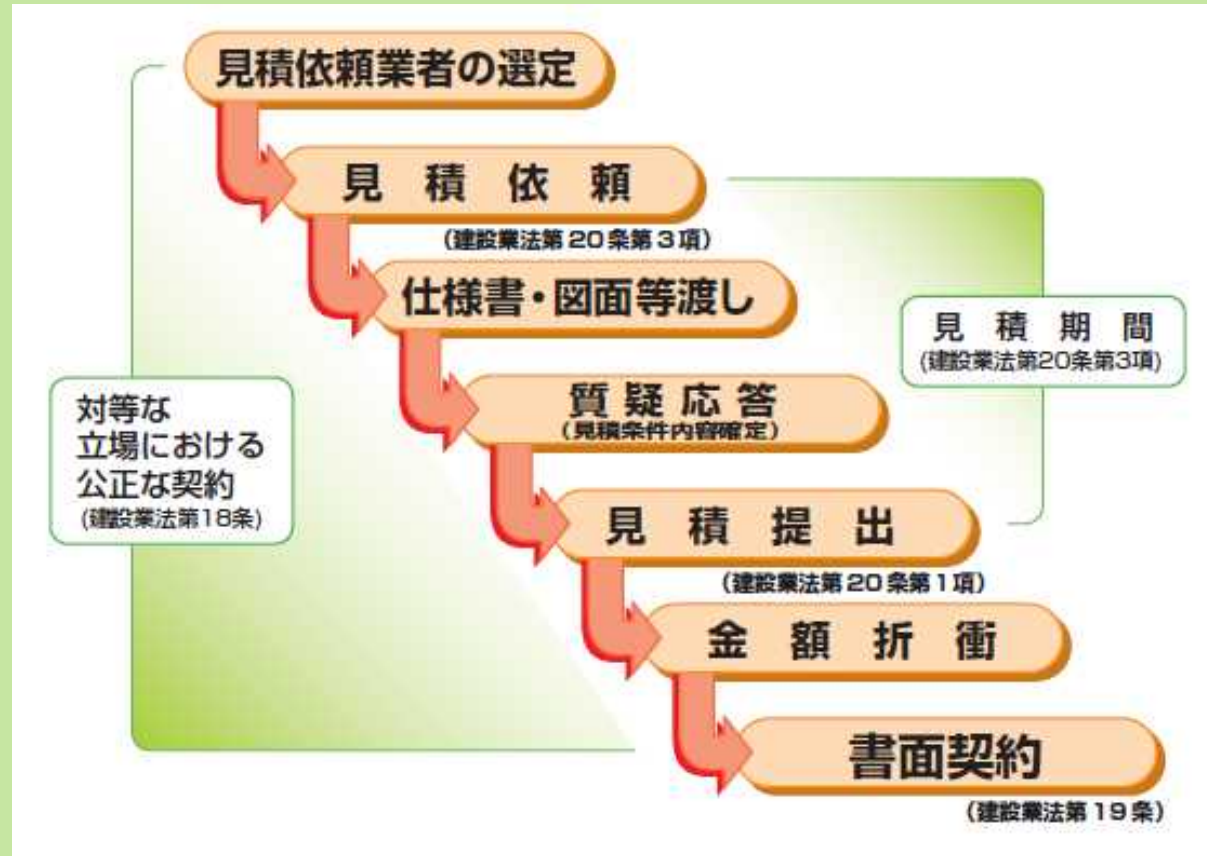 見積依頼業者の選定
見積依頼
(建設業法第20条第3項)
仕様書・図面等渡し
質疑応答
(見積条件内容確定)
見積提出
(建設業法第20条第1項)
金額折衝
書面契約
(建設業法第19条)
見積期間
(建設業法第20条第3項)
対等な
立場における
公正な契約
(建設業法第18条)